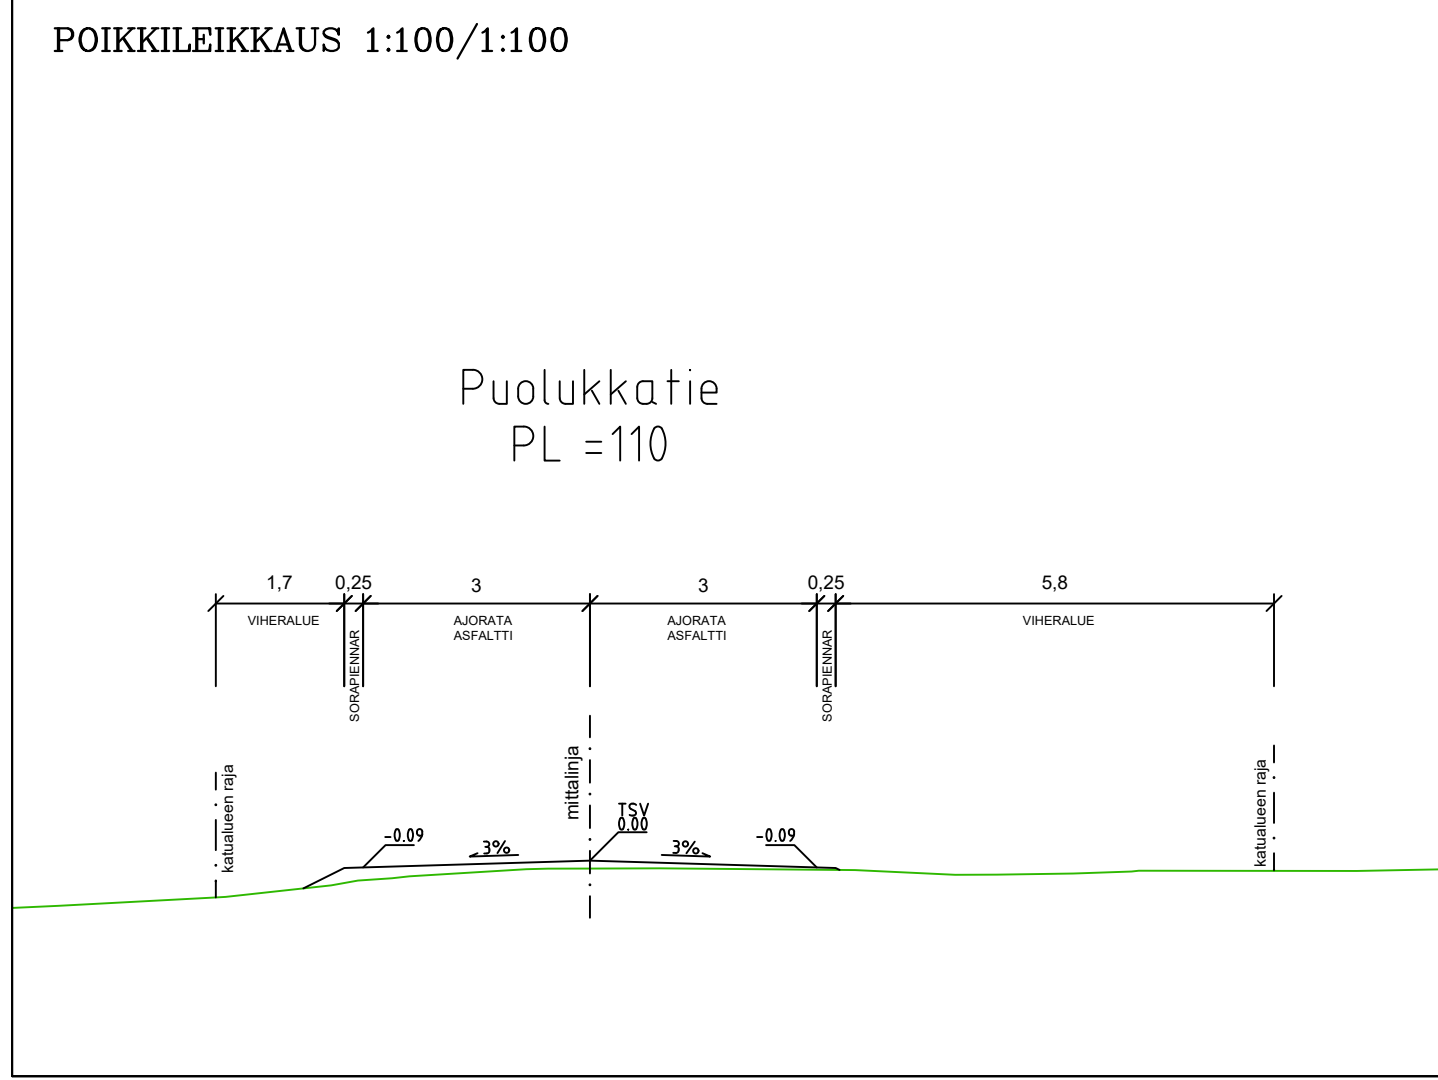 POIKKILEIKKAUS 1:100/1:100
Puolukkatie
PL =110
1,7
0,25
3
3
0,25
5,8
VIHERALUE
SORAPIENNAR
AJORATA
ASFALTTI
AJORATA
ASFALTTI
SORAPIENNAR
VIHERALUE
katualueen raja
mittalinja
katualueen raja
-0.09
3%
TSV
0.00
3%
-0.09